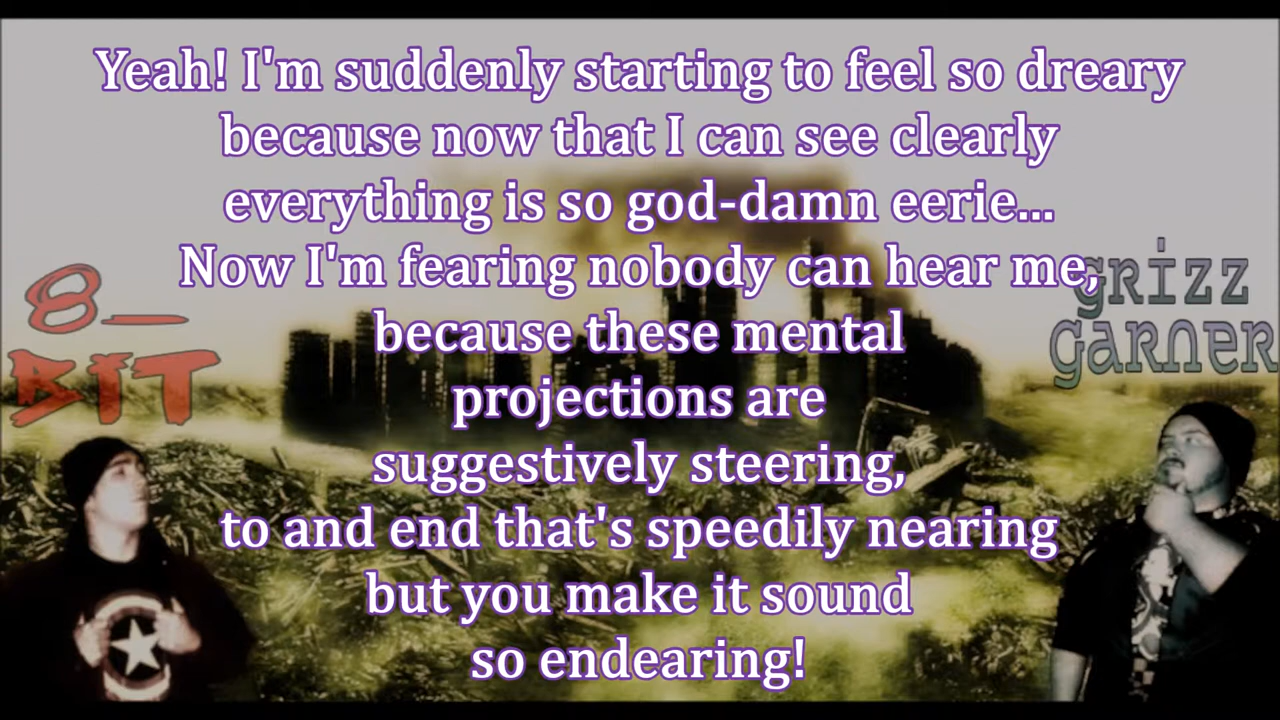 Yeah! I'm suddenly starting to feel so dreary
because now that I can see clearly
everything is so god-damn eerie...
Now I'm fearing nobody can hear me,
because these mental
projections are
suggestively steering,
to and end that's speedily nearing
but you make it sound
so endearing!
8_
BIT
GRIZZ
GARNER